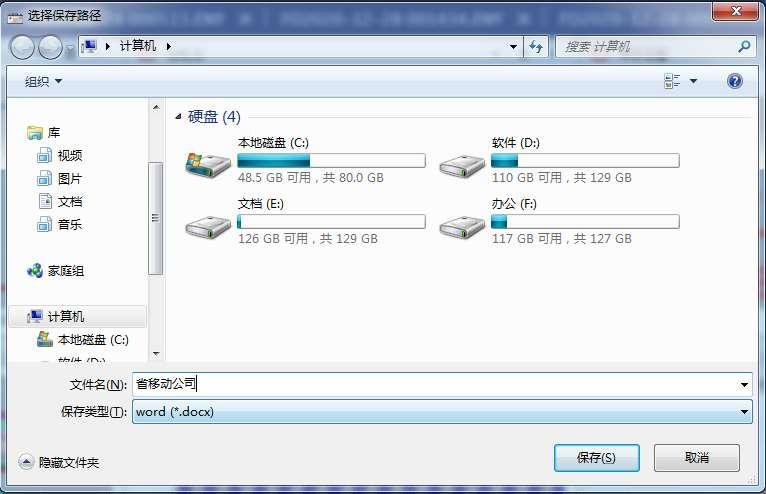 选择保存路径
计算机
搜索 计算机
组织
库
视频
图片
文档
音乐
家庭组
计算机
本地磁盘 (C:)
硬盘 (4)
本地磁盘 (C:)
48.5 GB 可用，共 80.0 GB
软件 (D:)
110 GB 可用，共 129 GB
文档 (E:)
126 GB 可用，共 129 GB
办公 (F:)
117 GB 可用，共 127 GB
文件名(N):
省移动公司
保存类型(T):
word (*.docx)
隐藏文件夹
保存(S)
取消